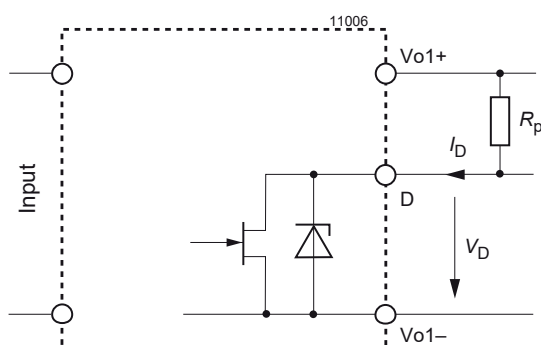 11006
Vo1+
Rp
ID
Input
D
VD
Vo1–